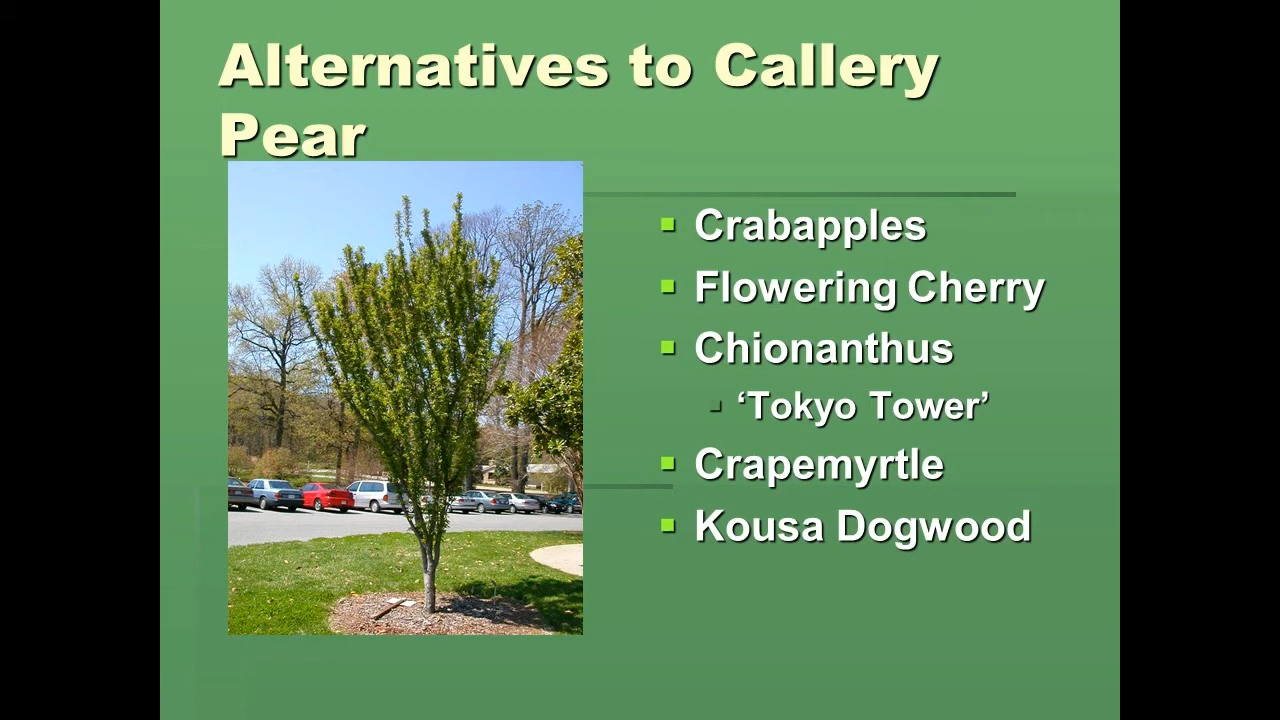 Alternatives to Callery
Pear
Crabapples
Flowering Cherry
Chionanthus
‘Tokyo Tower’
Crapemyrtle
Kousa Dogwood